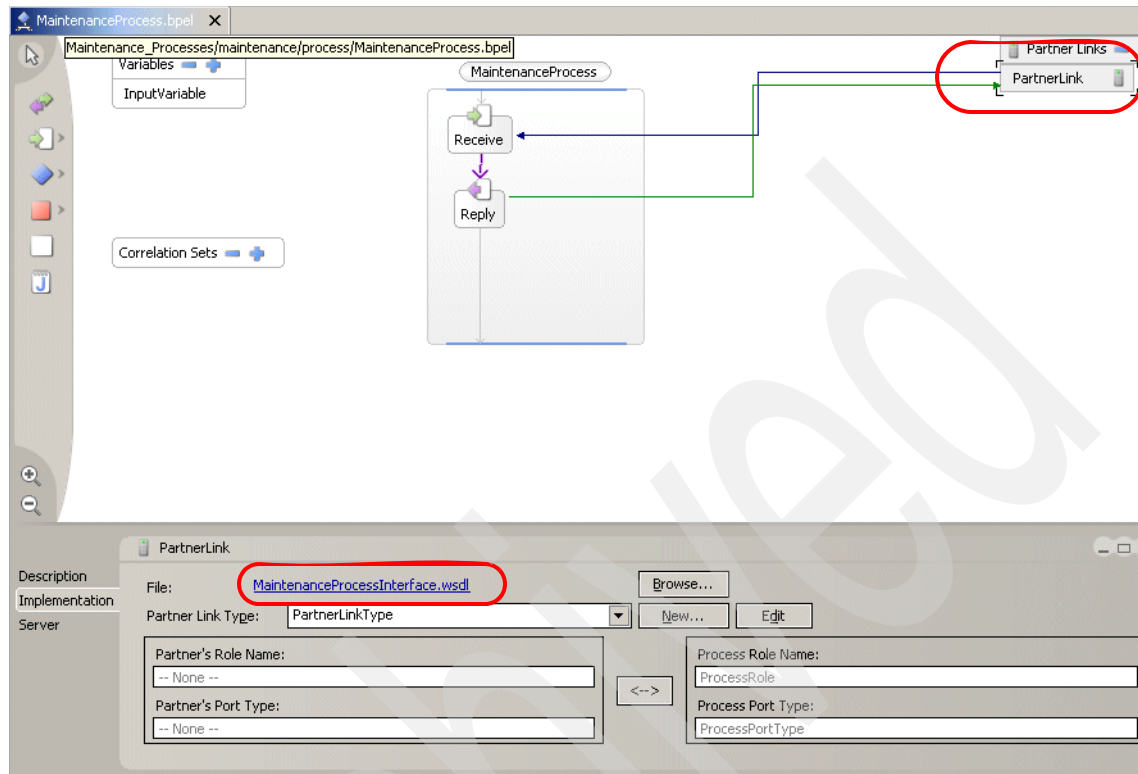 MaintenanceProcess.bpel
Maintenance_Processes/maintenance/process/MaintenanceProcess.bpel
Partner Links
Variables
MaintenanceProcess
PartnerLink
InputVariable
Receive
Reply
Correlation Sets
J
PartnerLink
Description
File: MaintenanceProcessInterface.wsdl Browse...
Implementation
Partner Link Type: PartnerLinkType New... Edit
Server
Partner's Role Name: Process Role Name:
-- None -- <--> ProcessRole
Partner's Port Type: Process Port Type:
-- None -- ProcessPortType
hived